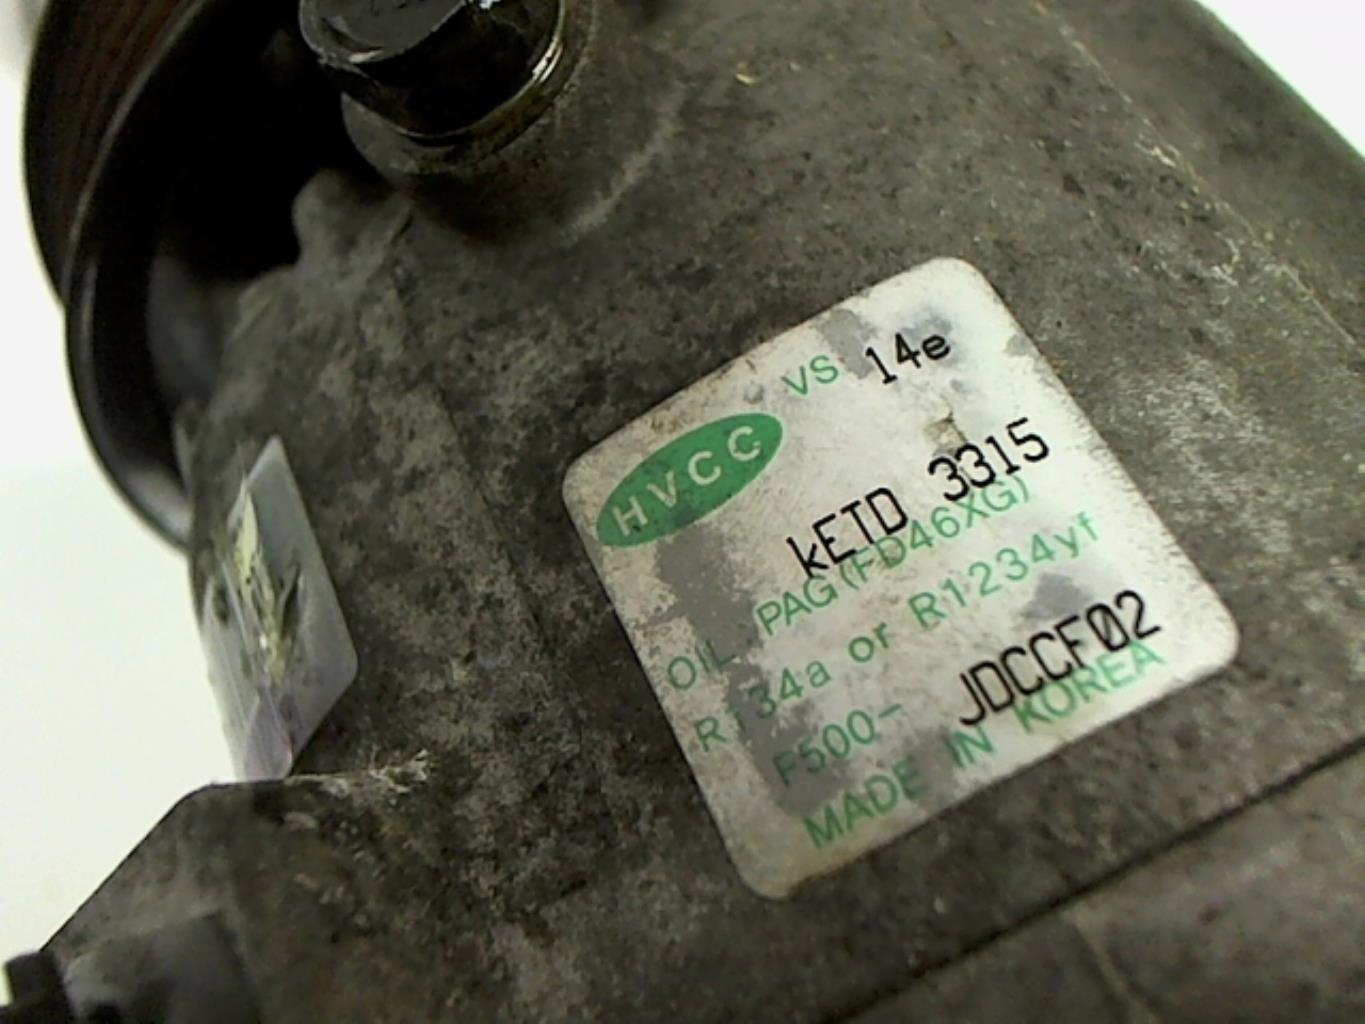 VS 14e
HVCC
kETD 3315
OIL PAG(FD46XG)
R134a or R1234yf
F500- JDCCF02
MADE IN KOREA